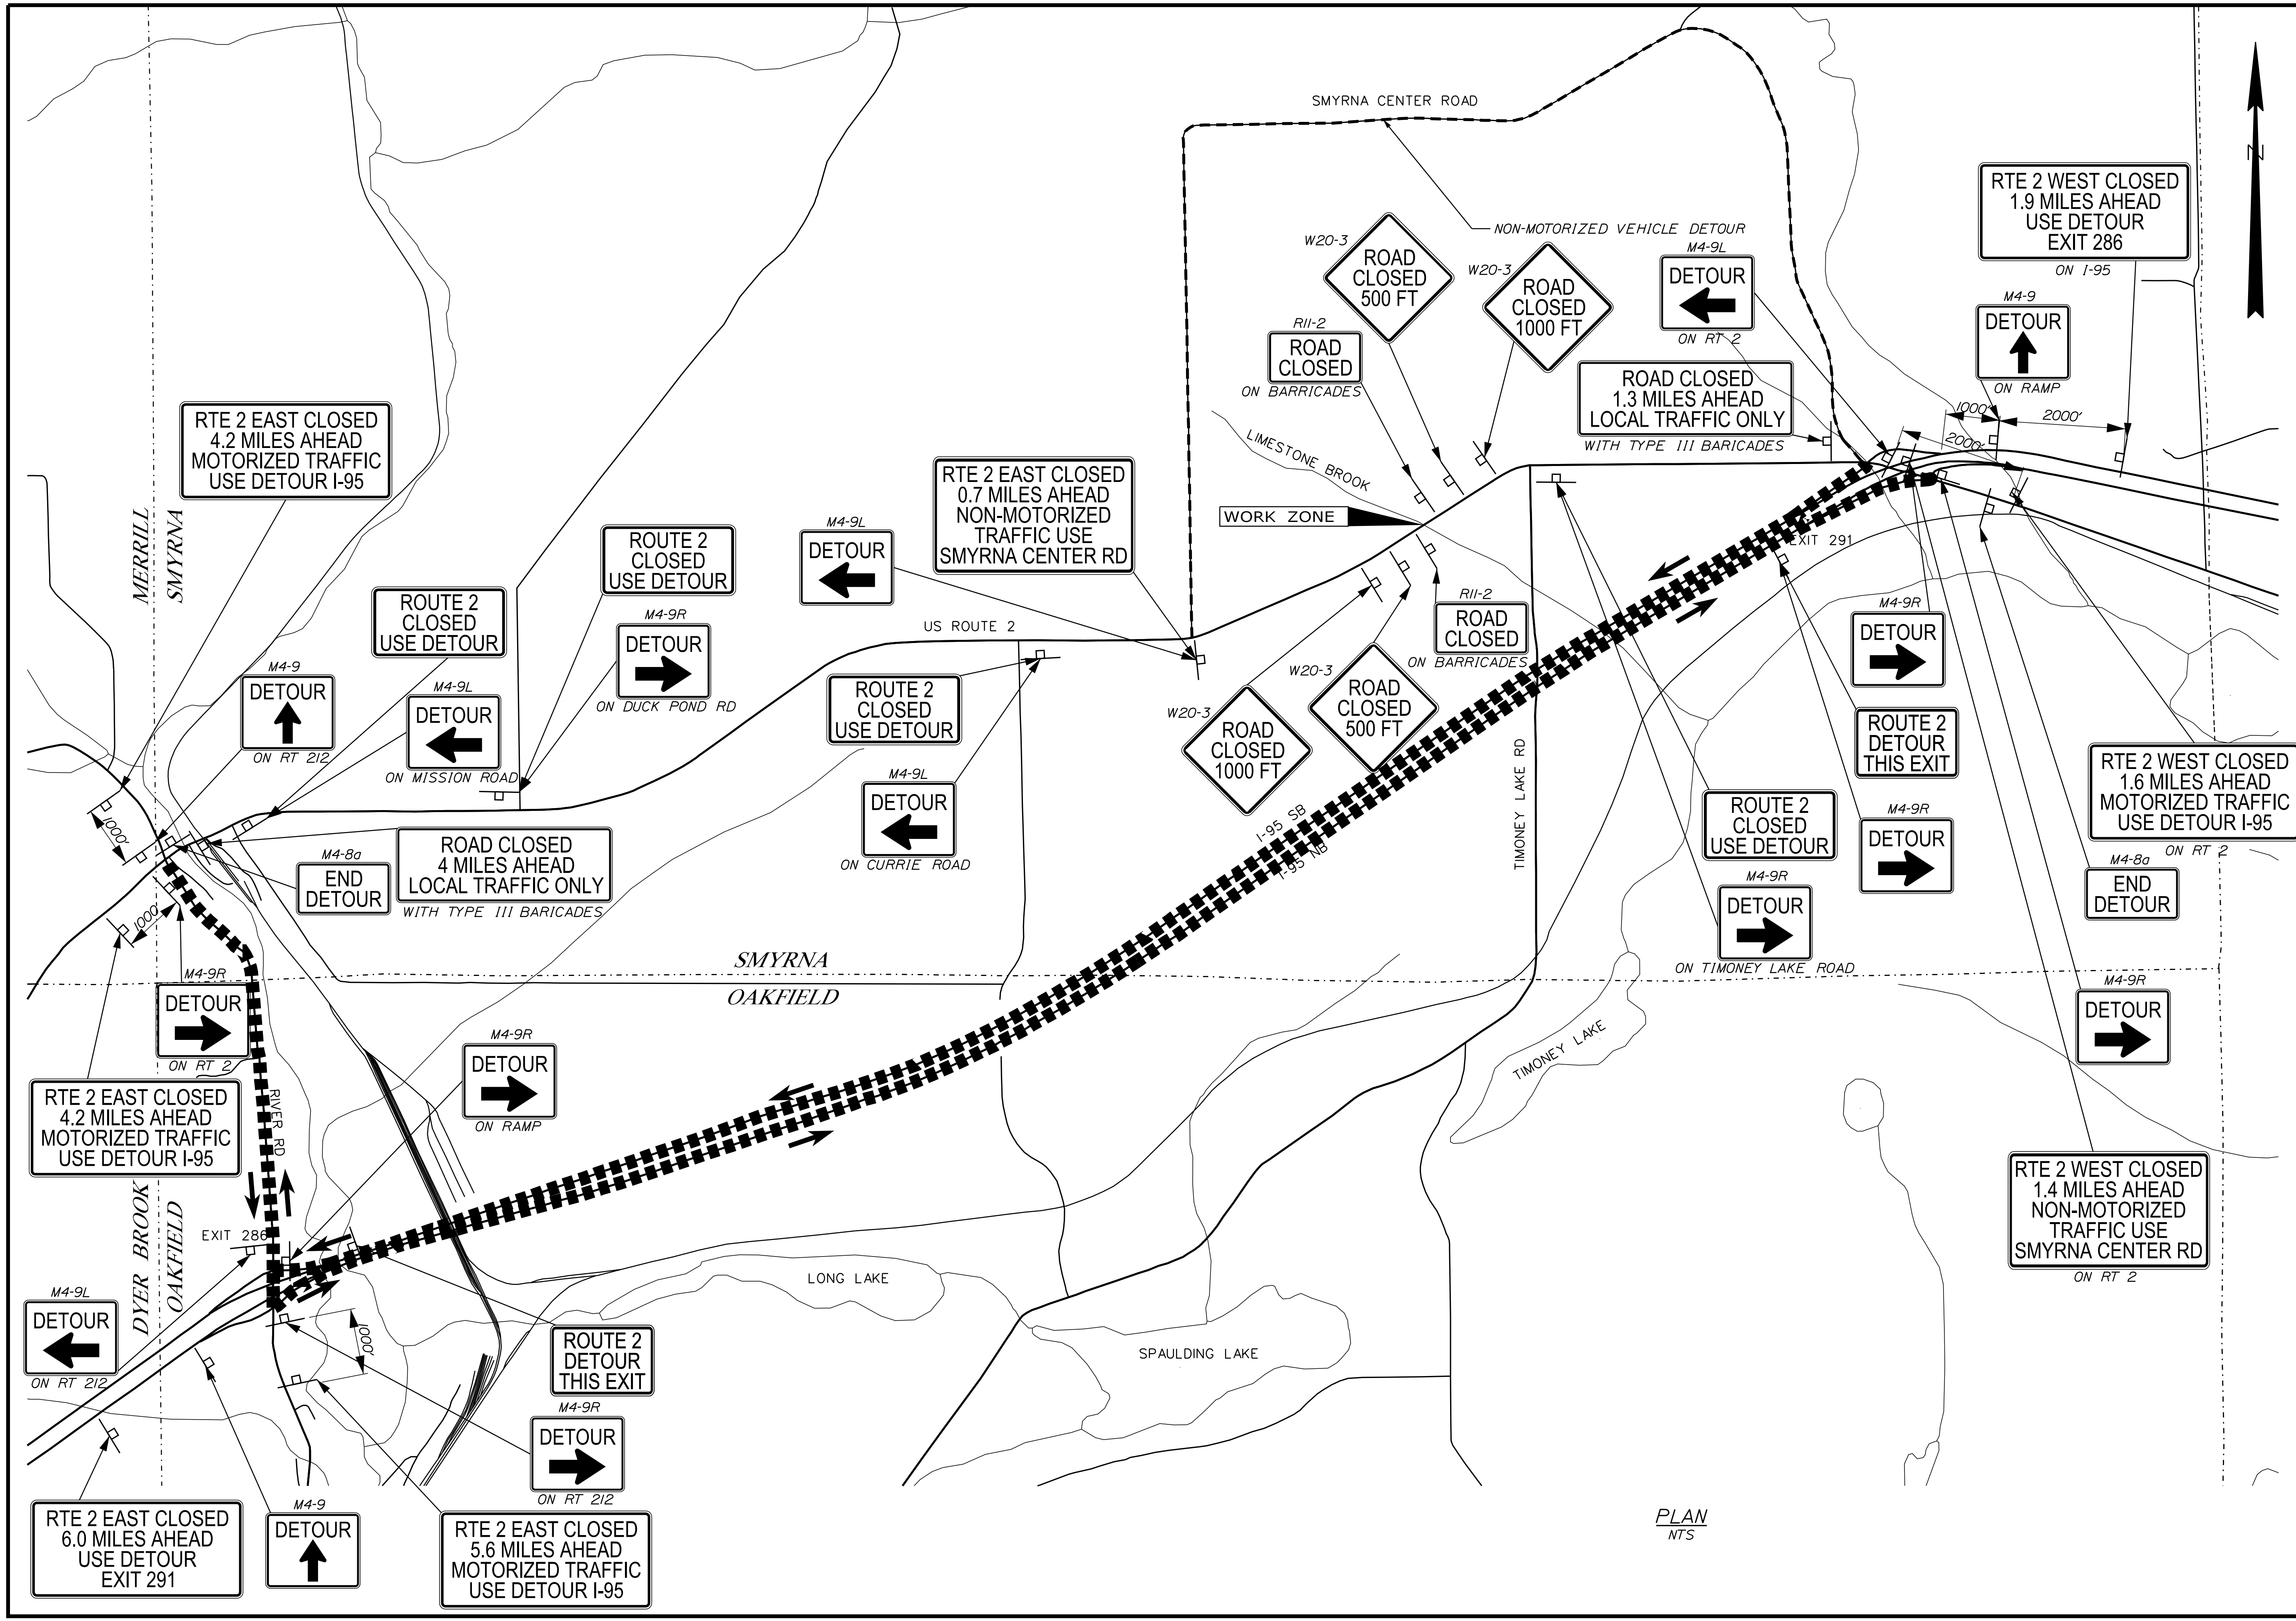 SMYRNA CENTER ROAD
NON-MOTORIZED VEHICLE DETOUR
N
RTE 2 WEST CLOSED
1.9 MILES AHEAD
USE DETOUR
EXIT 286
ON I-95
W20-3
ROAD
CLOSED
500 FT
W20-3
ROAD
CLOSED
1000 FT
M4-9L
DETOUR
ON RT 2
M4-9
DETOUR
ON RAMP
R11-2
ROAD
CLOSED
ON BARRICADES
ROAD CLOSED
1.3 MILES AHEAD
LOCAL TRAFFIC ONLY
WITH TYPE III BARICADES
1000'
2000'
2000'
RTE 2 EAST CLOSED
4.2 MILES AHEAD
MOTORIZED TRAFFIC
USE DETOUR I-95
MERRILL
SMYRNA
LIMESTONE BROOK
WORK ZONE
RTE 2 EAST CLOSED
0.7 MILES AHEAD
NON-MOTORIZED
TRAFFIC USE
SMYRNA CENTER RD
M4-9L
DETOUR
ROUTE 2
CLOSED
USE DETOUR
M4-9R
DETOUR
ON DUCK POND RD
ROUTE 2
CLOSED
USE DETOUR
M4-9L
DETOUR
ON MISSION ROAD
M4-9
DETOUR
ON RT 212
US ROUTE 2
EXIT 291
R11-2
ROAD
CLOSED
ON BARRICADES
W20-3
ROAD
CLOSED
500 FT
W20-3
ROAD
CLOSED
1000 FT
ROUTE 2
CLOSED
USE DETOUR
M4-9L
DETOUR
ON CURRIE ROAD
M4-9R
DETOUR
ROUTE 2
DETOUR
THIS EXIT
M4-9R
DETOUR
RTE 2 WEST CLOSED
1.6 MILES AHEAD
MOTORIZED TRAFFIC
USE DETOUR I-95
ON RT 2
M4-8a
END
DETOUR
ROUTE 2
CLOSED
USE DETOUR
M4-9R
DETOUR
ON TIMONEY LAKE ROAD
TIMONEY LAKE RD
I-95 SB
I-95 NB
1000'
M4-8a
END
DETOUR
ROAD CLOSED
4 MILES AHEAD
LOCAL TRAFFIC ONLY
WITH TYPE III BARICADES
1000'
M4-9R
DETOUR
ON RT 2
SMYRNA
OAKFIELD
M4-9R
DETOUR
TIMONEY LAKE
M4-9R
DETOUR
ON RAMP
RTE 2 EAST CLOSED
4.2 MILES AHEAD
MOTORIZED TRAFFIC
USE DETOUR I-95
RIVER RD
RTE 2 WEST CLOSED
1.4 MILES AHEAD
NON-MOTORIZED
TRAFFIC USE
SMYRNA CENTER RD
ON RT 2
DYER BROOK
OAKFIELD
EXIT 286
M4-9L
DETOUR
ON RT 212
LONG LAKE
SPAULDING LAKE
1000'
ROUTE 2
DETOUR
THIS EXIT
M4-9R
DETOUR
ON RT 212
RTE 2 EAST CLOSED
6.0 MILES AHEAD
USE DETOUR
EXIT 291
M4-9
DETOUR
RTE 2 EAST CLOSED
5.6 MILES AHEAD
MOTORIZED TRAFFIC
USE DETOUR I-95
PLAN
NTS